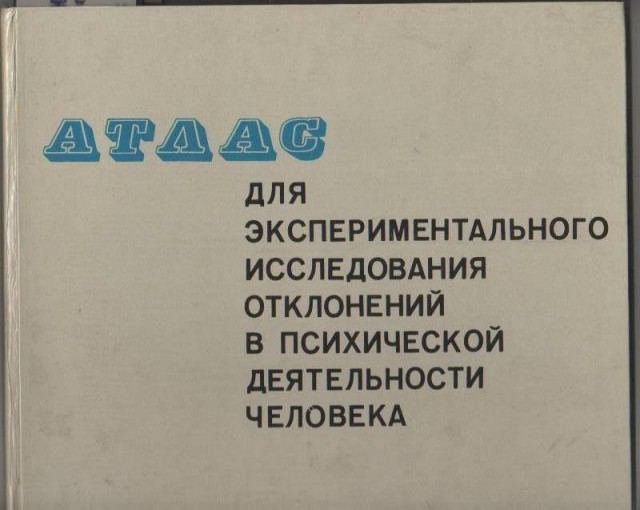 АТЛАС
ДЛЯ
ЭКСПЕРИМЕНТАЛЬНОГО
ИССЛЕДОВАНИЯ
ОТКЛОНЕНИЙ
В ПСИХИЧЕСКОЙ
ДЕЯТЕЛЬНОСТИ
ЧЕЛОВЕКА